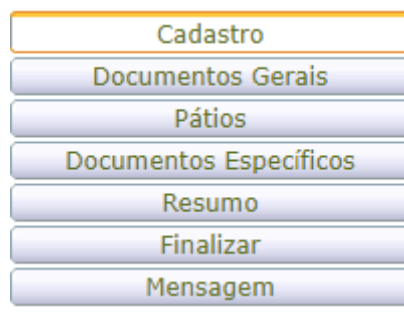 Cadastro
Documentos Gerais
Pátios
Documentos Específicos
Resumo
Finalizar
Mensagem